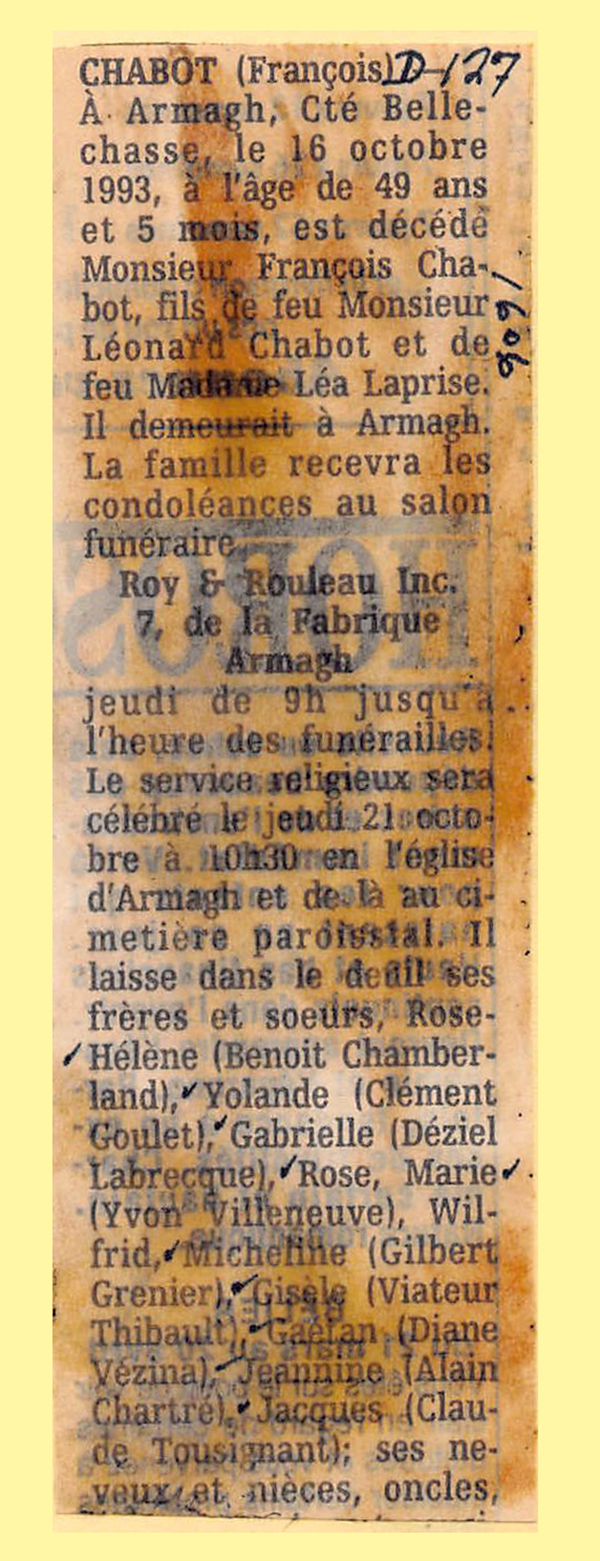 CHABOT (François) D-127
À Armagh, Cté Belle-
chasse, le 16 octobre
1993, à l'âge de 49 ans
et 5 mois, est décédé
Monsieur François Cha-
bot, fils de feu Monsieur
Léonard Chabot et de
feu Madame Léa Laprise.
Il demeurait à Armagh.
La famille recevra les
condoléances au salon
funéraire
Roy & Rouleau Inc.
7, de la Fabrique
Armagh
jeudi de 9h jusqu'à
l'heure des funérailles.
Le service religieux sera
célébré le jeudi 21 octo-
bre à 10h30 en l'église
d'Armagh et de là au ci-
metière paroissial. Il
laisse dans le deuil ses
frères et soeurs, Rose-
Hélène (Benoit Chamber-
land), Yolande (Clément
Goulet), Gabrielle (Déziel
Labrecque), Rose, Marie
(Yvon Villeneuve), Wil-
frid, Micheline (Gilbert
Grenier), Gisèle (Viateur
Thibault), Gaétan (Diane
Vézina), Jeannine (Alain
Chartré), Jacques (Clau-
de Tousignant); ses ne-
veux et nièces, oncles,